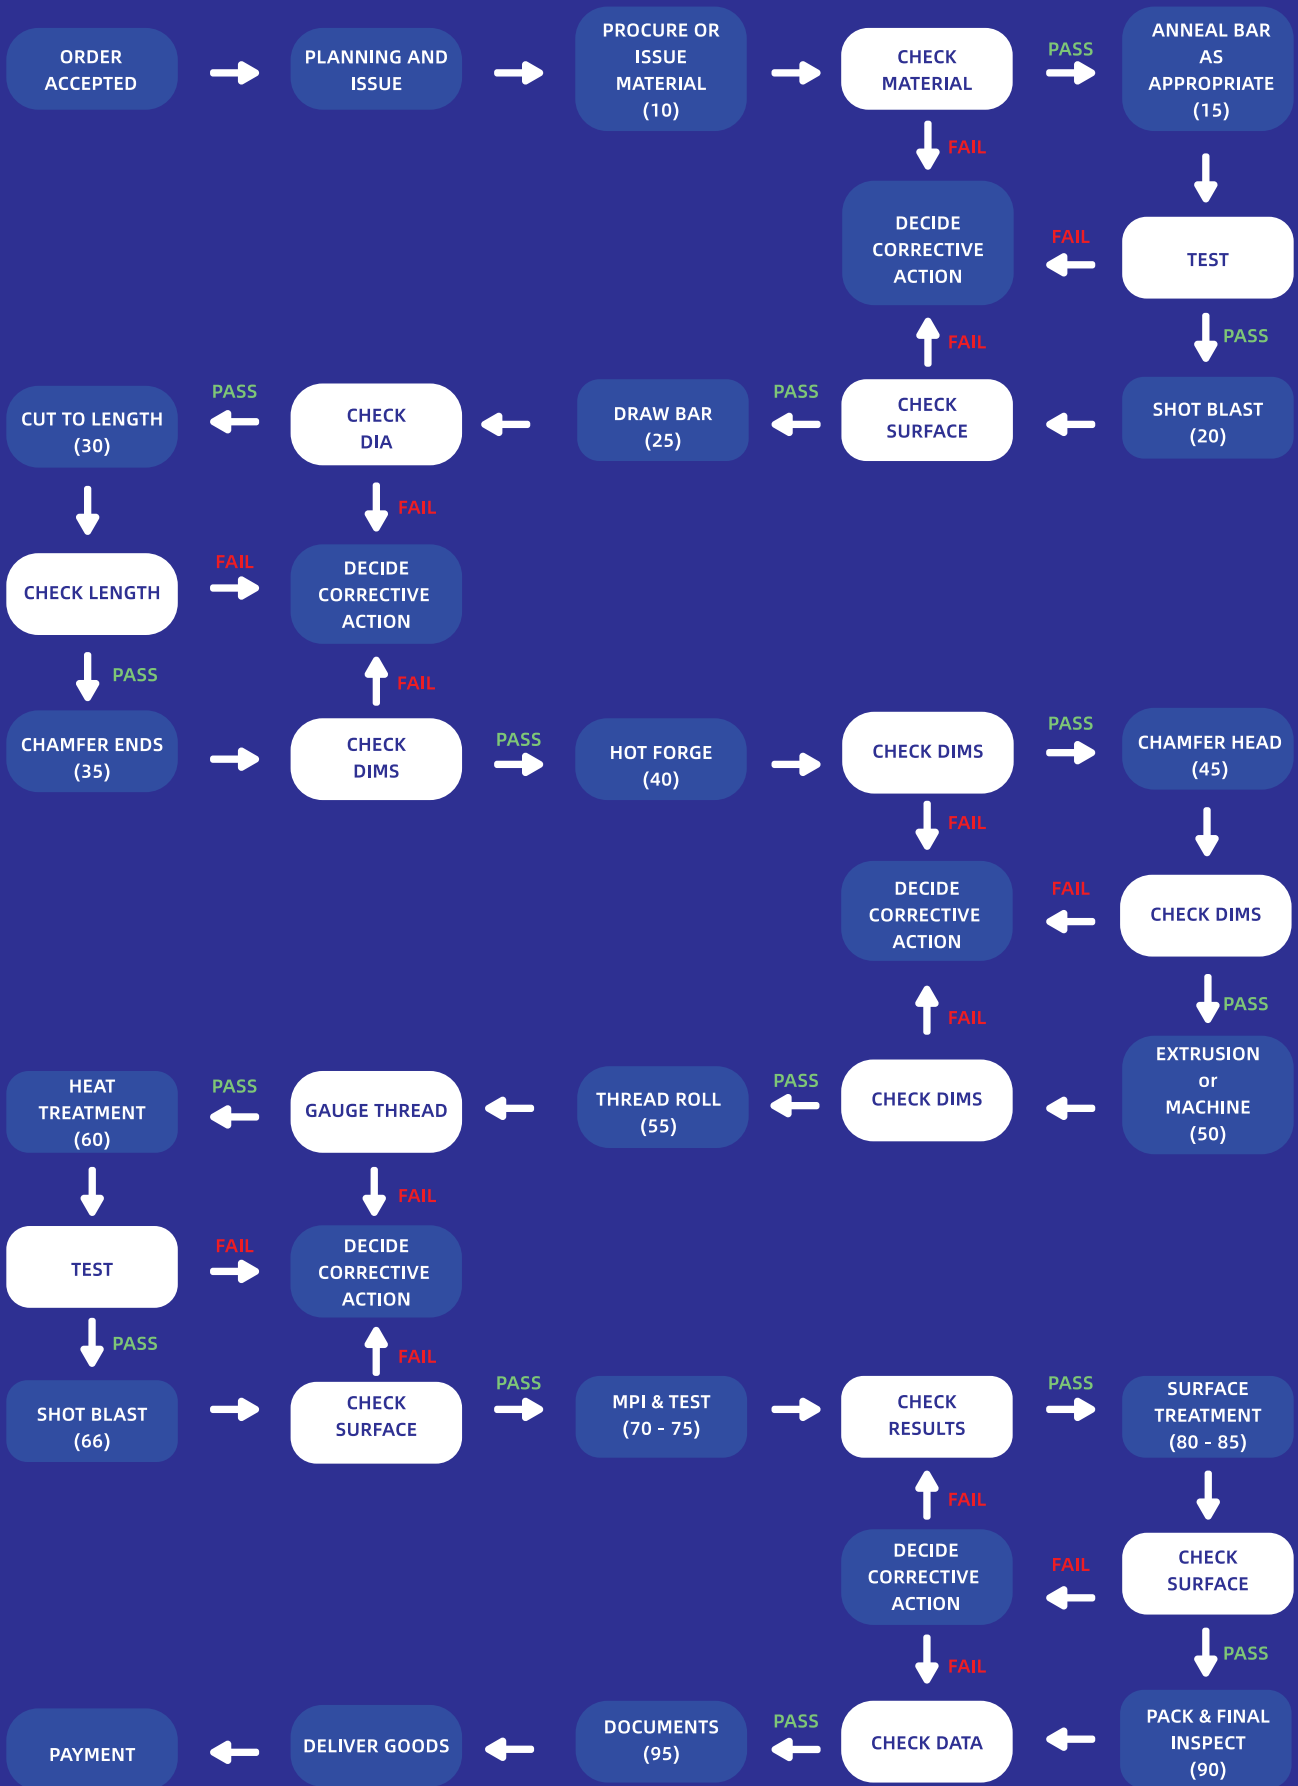 ORDER
ACCEPTED
PLANNING AND
ISSUE
PROCURE OR
ISSUE
MATERIAL
(10)
CHECK
MATERIAL
PASS
ANNEAL BAR
AS
APPROPRIATE
(15)
FAIL
DECIDE
CORRECTIVE
ACTION
FAIL
TEST
FAIL
PASS
SHOT BLAST
(20)
CHECK
SURFACE
PASS
DRAW BAR
(25)
CHECK
DIA
PASS
CUT TO LENGTH
(30)
FAIL
CHECK LENGTH
FAIL
DECIDE
CORRECTIVE
ACTION
PASS
FAIL
CHAMFER ENDS
(35)
CHECK
DIMS
PASS
HOT FORGE
(40)
CHECK DIMS
PASS
CHAMFER HEAD
(45)
FAIL
DECIDE
CORRECTIVE
ACTION
FAIL
CHECK DIMS
FAIL
PASS
EXTRUSION
or
MACHINE
(50)
CHECK DIMS
PASS
THREAD ROLL
(55)
GAUGE THREAD
PASS
HEAT
TREATMENT
(60)
FAIL
TEST
FAIL
DECIDE
CORRECTIVE
ACTION
PASS
FAIL
SHOT BLAST
(66)
CHECK
SURFACE
PASS
MPI & TEST
(70 - 75)
CHECK
RESULTS
PASS
SURFACE
TREATMENT
(80 - 85)
FAIL
DECIDE
CORRECTIVE
ACTION
FAIL
CHECK
SURFACE
FAIL
PASS
PACK & FINAL
INSPECT
(90)
CHECK DATA
PASS
DOCUMENTS
(95)
DELIVER GOODS
PAYMENT